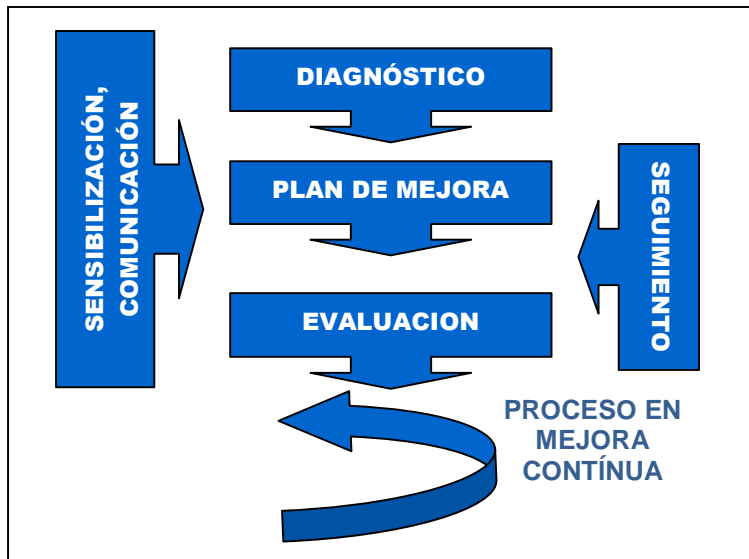 SENSIBILIZACIÓN,
COMUNICACIÓN
DIAGNÓSTICO
PLAN DE MEJORA
EVALUACION
SEGUIMIENTO
PROCESO EN
MEJORA
CONTÍNUA